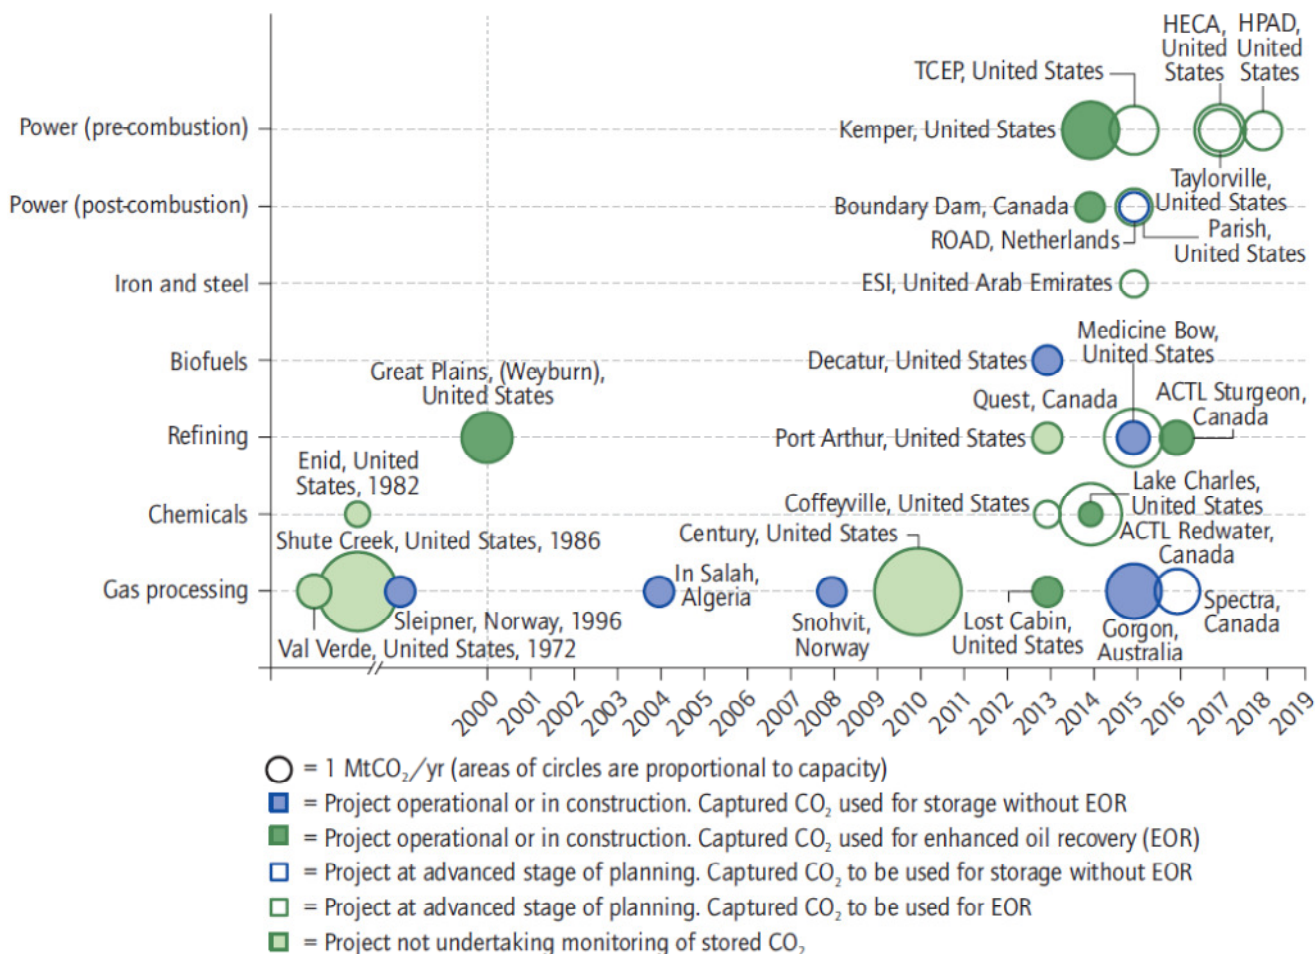 HECA,
United
States
HPAD,
United
States
TCEP, United States
Power (pre-combustion)
Kemper, United States
Taylorville,
United States
Power (post-combustion)
Boundary Dam, Canada
ROAD, Netherlands
Parish,
United States
Iron and steel
ESI, United Arab Emirates
Medicine Bow,
United States
Biofuels
Decatur, United States
Great Plains, (Weyburn),
United States
Quest, Canada
ACTL Sturgeon,
Canada
Refining
Port Arthur, United States
Enid, United
States, 1982
Lake Charles,
United States
Chemicals
Coffeyville, United States
ACTL Redwater,
Canada
Shute Creek, United States, 1986
Century, United States
Gas processing
In Salah,
Algeria
Sleipner, Norway, 1996
Val Verde, United States, 1972
Snohvit,
Norway
Lost Cabin,
United States
Gorgon,
Australia
Spectra,
Canada
2000
2001
2002
2003
2004
2005
2006
2007
2008
2009
2010
2011
2012
2013
2014
2015
2016
2017
2018
2019
= 1 MtCO₂/yr (areas of circles are proportional to capacity)
= Project operational or in construction. Captured CO₂ used for storage without EOR
= Project operational or in construction. Captured CO₂ used for enhanced oil recovery (EOR)
= Project at advanced stage of planning. Captured CO₂ to be used for storage without EOR
= Project at advanced stage of planning. Captured CO₂ to be used for EOR
= Project not undertaking monitoring of stored CO₂